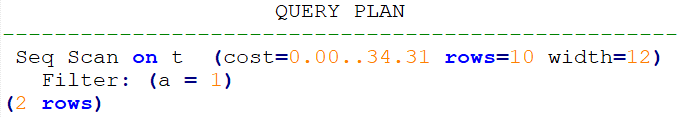 QUERY PLAN
-----------------------------------------------------
Seq Scan on t  (cost=0.00..34.31 rows=10 width=12)
  Filter: (a = 1)
(2 rows)